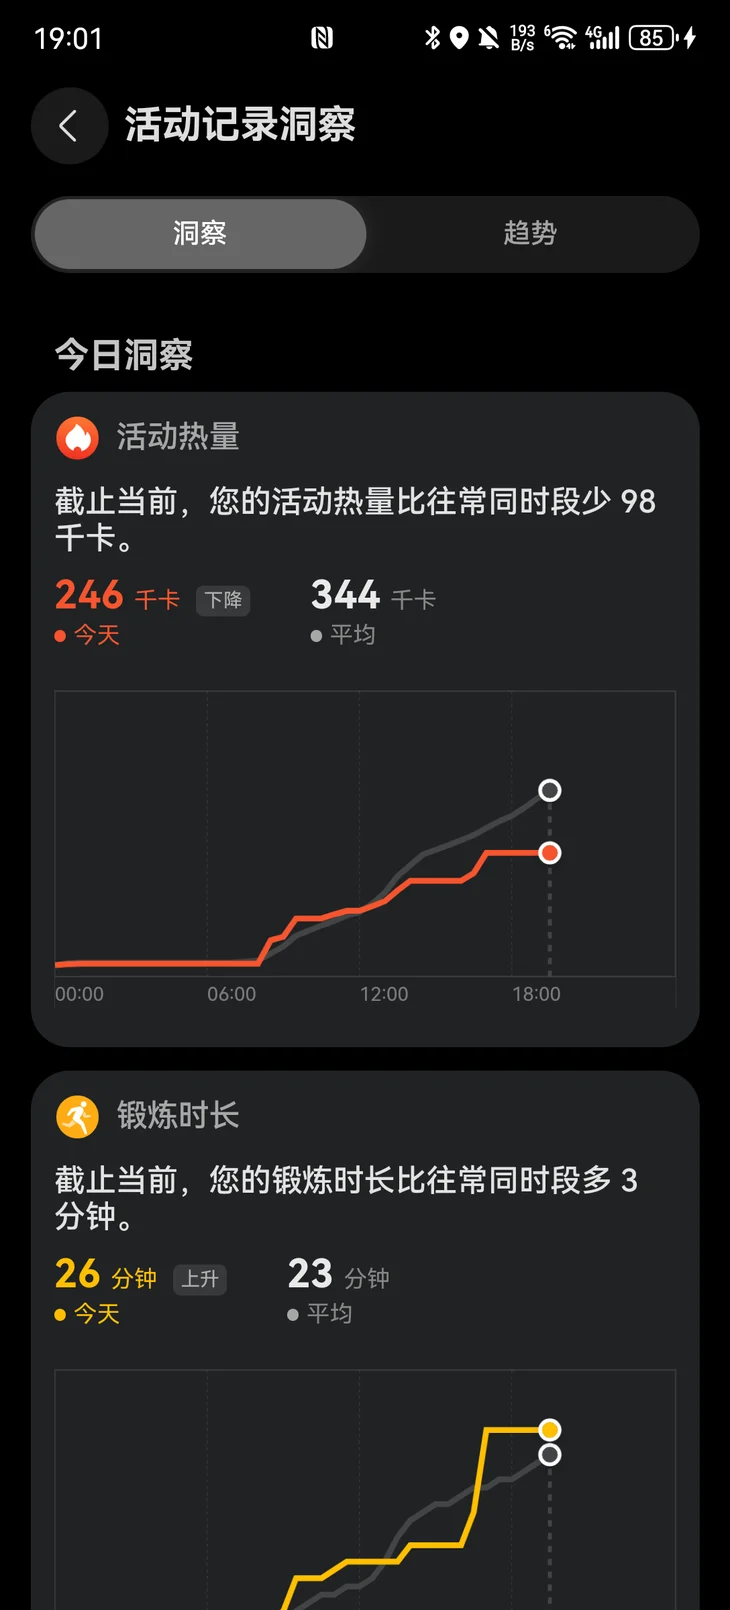 19:01
193 B/s
6
4G
85
活动记录洞察
洞察
趋势
今日洞察
活动热量
截止当前，您的活动热量比往常同时段少 98
千卡。
246 千卡 下降
344 千卡
今天
平均
00:00 06:00 12:00 18:00
锻炼时长
截止当前，您的锻炼时长比往常同时段多 3
分钟。
26 分钟 上升
23 分钟
今天
平均